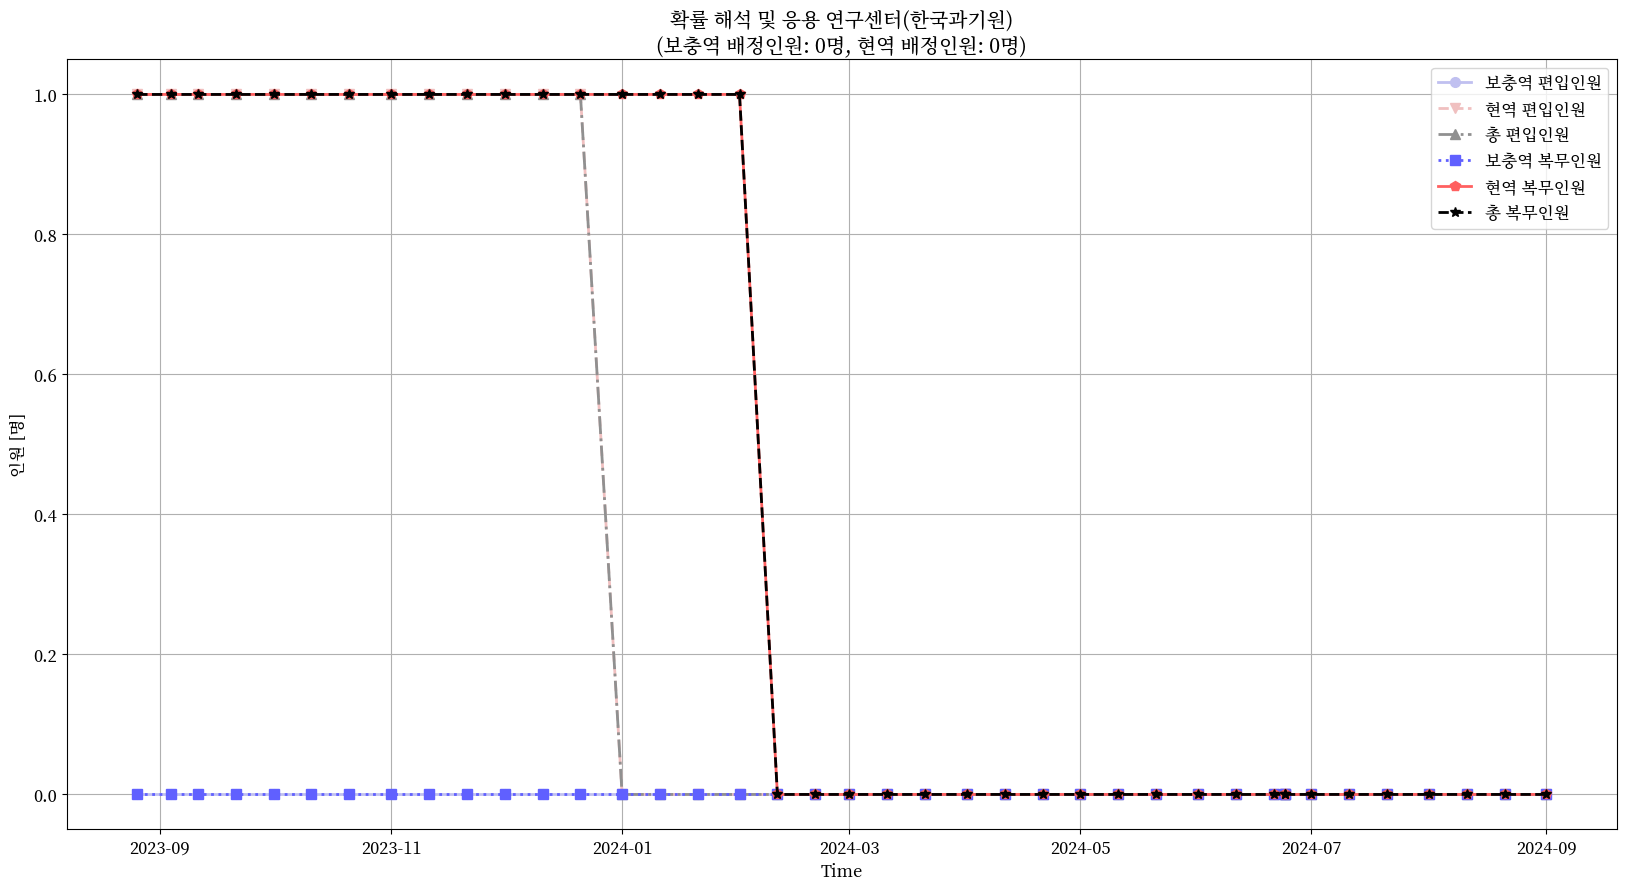 확률 해석 및 응용 연구센터(한국과기원)
(보충역 배정인원: 0명, 현역 배정인원: 0명)
보충역 편입인원
현역 편입인원
총 편입인원
보충역 복무인원
현역 복무인원
총 복무인원
인원 [명]
1.0
0.8
0.6
0.4
0.2
0.0
2023-09 2023-11 2024-01 2024-03 2024-05 2024-07 2024-09
Time